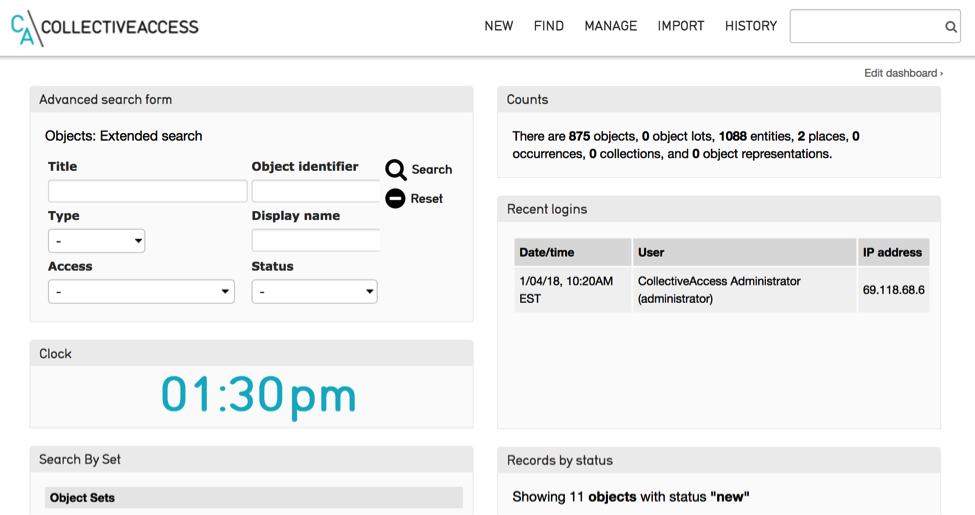 CA COLLECTIVEACCESS
NEW FIND MANAGE IMPORT HISTORY
Edit dashboard ›
Advanced search form
Objects: Extended search
Title Object identifier
Search
Reset
Type Display name
-
Access Status
- -
Clock
01:30pm
Search By Set
Object Sets
Counts
There are 875 objects, 0 object lots, 1088 entities, 2 places, 0
occurrences, 0 collections, and 0 object representations.
Recent logins
Date/time User IP address
1/04/18, 10:20AM CollectiveAccess Administrator
EST (administrator) 69.118.68.6
Records by status
Showing 11 objects with status "new"